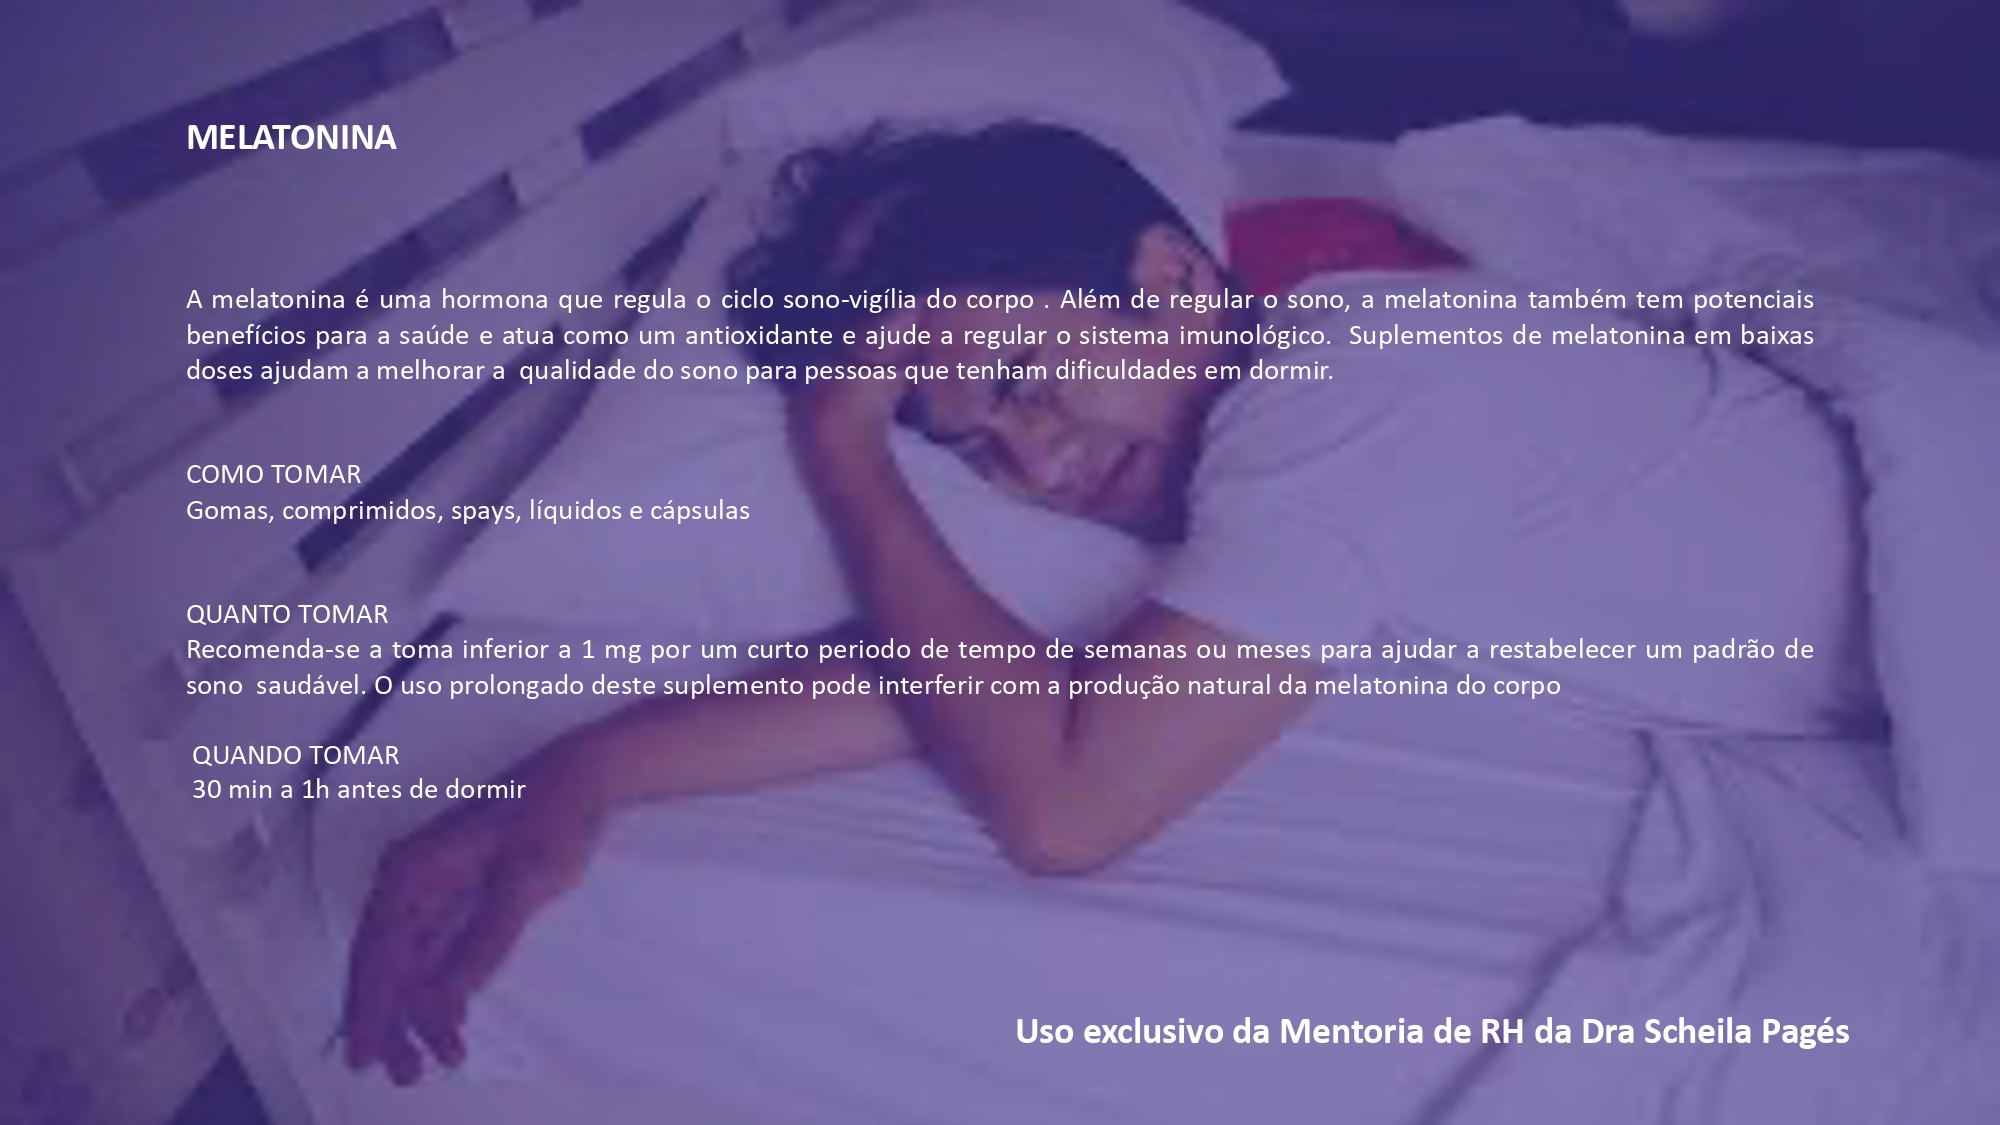 MELATONINA
A melatonina é uma hormona que regula o ciclo sono-vigília do corpo . Além de regular o sono, a melatonina também tem potenciais
benefícios para a saúde e atua como um antioxidante e ajude a regular o sistema imunológico.  Suplementos de melatonina em baixas
doses ajudam a melhorar a  qualidade do sono para pessoas que tenham dificuldades em dormir.
COMO TOMAR
Gomas, comprimidos, spays, líquidos e cápsulas
QUANTO TOMAR
Recomenda-se a toma inferior a 1 mg por um curto periodo de tempo de semanas ou meses para ajudar a restabelecer um padrão de
sono  saudável. O uso prolongado deste suplemento pode interferir com a produção natural da melatonina do corpo
QUANDO TOMAR
30 min a 1h antes de dormir
Uso exclusivo da Mentoria de RH da Dra Scheila Pagés